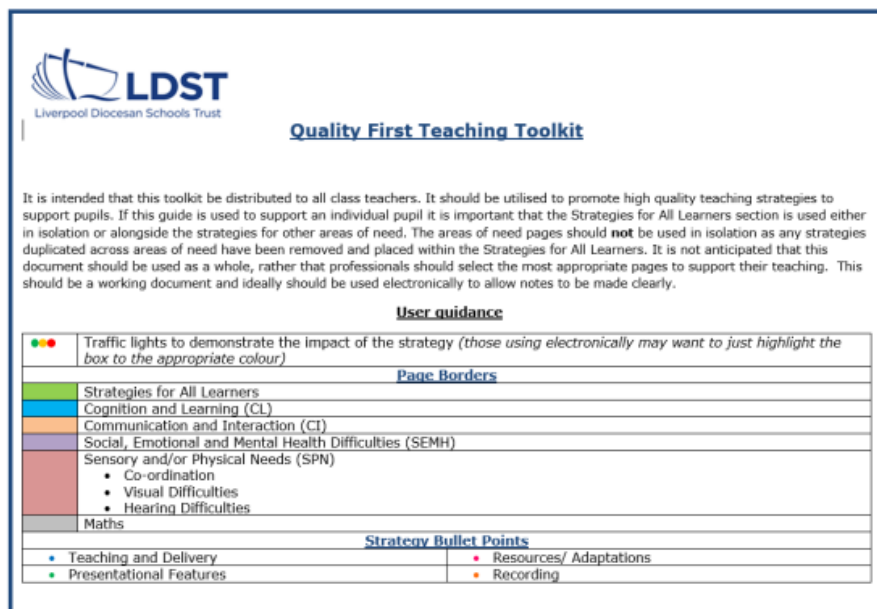 LDST
Liverpool Diocesan Schools Trust
Quality First Teaching Toolkit
It is intended that this toolkit be distributed to all class teachers. It should be utilised to promote high quality teaching strategies to
support pupils. If this guide is used to support an individual pupil it is important that the Strategies for All Learners section is used either
in isolation or alongside the strategies for other areas of need. The areas of need pages should not be used in isolation as any strategies
duplicated across areas of need have been removed and placed within the Strategies for All Learners. It is not anticipated that this
document should be used as a whole, rather that professionals should select the most appropriate pages to support their teaching. This
should be a working document and ideally should be used electronically to allow notes to be made clearly.
User guidance
Traffic lights to demonstrate the impact of the strategy (those using electronically may want to just highlight the
box to the appropriate colour)
Page Borders
Strategies for All Learners
Cognition and Learning (CL)
Communication and Interaction (CI)
Social, Emotional and Mental Health Difficulties (SEMH)
Sensory and/or Physical Needs (SPN)
• Co-ordination
• Visual Difficulties
• Hearing Difficulties
Maths
Strategy Bullet Points
• Teaching and Delivery
• Resources/ Adaptations
• Presentational Features
• Recording